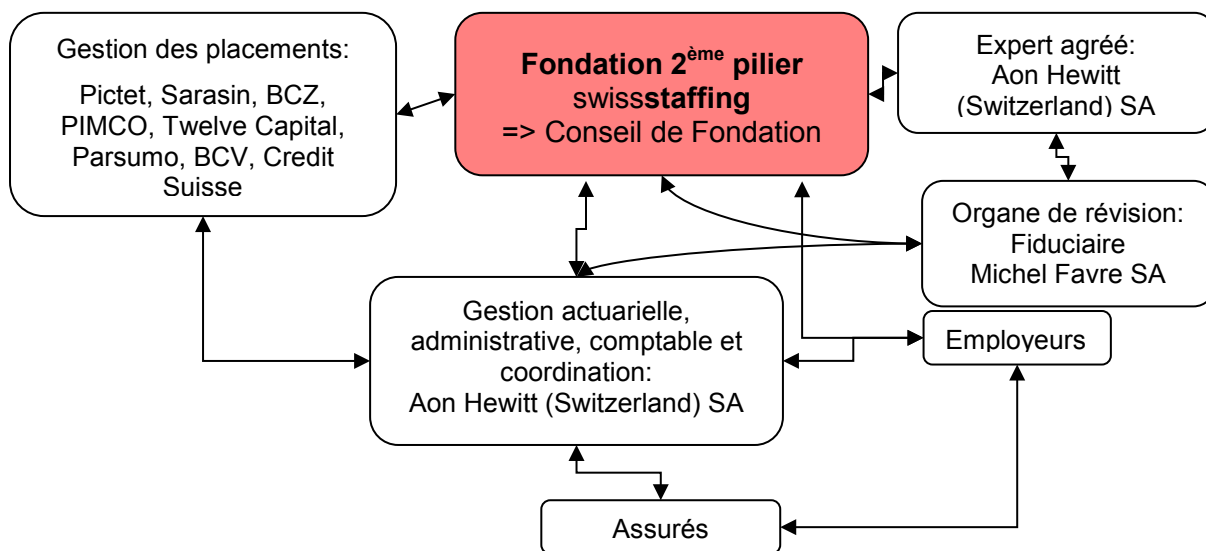 Gestion des placements:
Pictet, Sarasin, BCZ,
PIMCO, Twelve Capital,
Parsumo, BCV, Credit
Suisse
Fondation 2ème pilier
swissstaffing
=> Conseil de Fondation
Expert agréé:
Aon Hewitt
(Switzerland) SA
Organe de révision:
Fiduciaire
Michel Favre SA
Gestion actuarielle,
administrative, comptable et
coordination:
Aon Hewitt (Switzerland) SA
Employeurs
Assurés